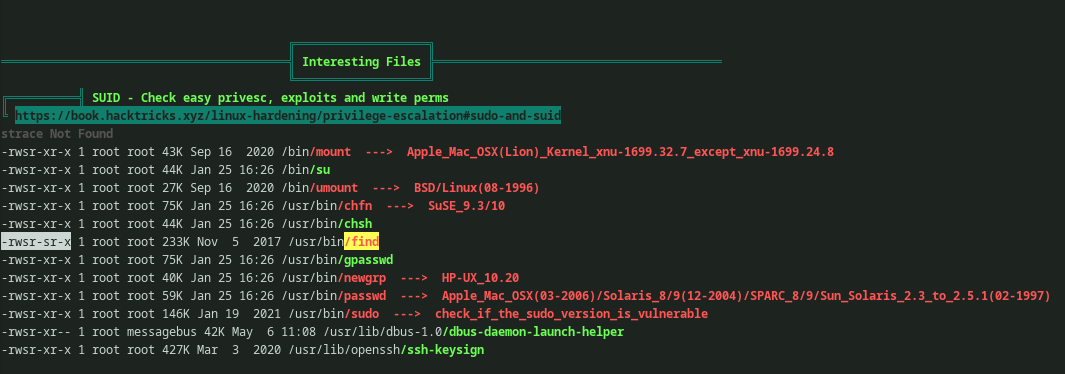 Interesting Files
SUID - Check easy privesc, exploits and write perms
https://book.hacktricks.xyz/linux-hardening/privilege-escalation#sudo-and-suid
strace Not Found
-rwsr-xr-x 1 root root 43K Sep 16  2020 /bin/mount  --->  Apple_Mac_OSX(Lion)_Kernel_xnu-1699.32.7_except_xnu-1699.24.8
-rwsr-xr-x 1 root root 44K Jan 25 16:26 /bin/su
-rwsr-xr-x 1 root root 27K Sep 16  2020 /bin/umount  --->  BSD/Linux(08-1996)
-rwsr-xr-x 1 root root 75K Jan 25 16:26 /usr/bin/chfn  --->  SuSE_9.3/10
-rwsr-xr-x 1 root root 44K Jan 25 16:26 /usr/bin/chsh
-rwsr-sr-x 1 root root 233K Nov  5  2017 /usr/bin/find
-rwsr-xr-x 1 root root 75K Jan 25 16:26 /usr/bin/gpasswd
-rwsr-xr-x 1 root root 40K Jan 25 16:26 /usr/bin/newgrp  --->  HP-UX_10.20
-rwsr-xr-x 1 root root 59K Jan 25 16:26 /usr/bin/passwd  --->  Apple_Mac_OSX(03-2006)/Solaris_8/9(12-2004)/SPARC_8/9/Sun_Solaris_2.3_to_2.5.1(02-1997)
-rwsr-xr-x 1 root root 146K Jan 19  2021 /usr/bin/sudo  --->  check_if_the_sudo_version_is_vulnerable
-rwsr-xr-- 1 root messagebus 42K May  6 11:08 /usr/lib/dbus-1.0/dbus-daemon-launch-helper
-rwsr-xr-x 1 root root 427K Mar  3  2020 /usr/lib/openssh/ssh-keysign